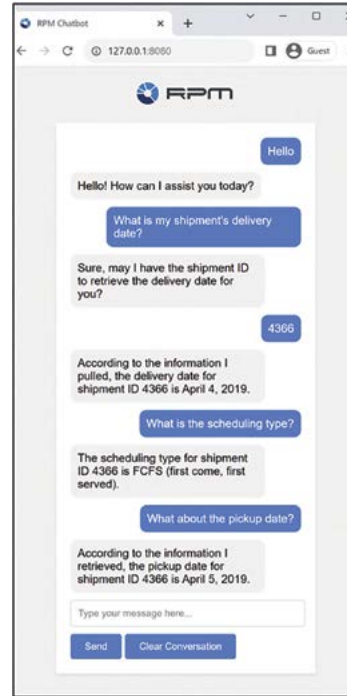 RPM Chatbot
127.0.0.1:8080
Guest
RPM
Hello
Hello! How can I assist you today?
What is my shipment's delivery
date?
Sure, may I have the shipment ID
to retrieve the delivery date for
you?
4366
According to the information I
pulled, the delivery date for
shipment ID 4366 is April 4, 2019.
What is the scheduling type?
The scheduling type for shipment
ID 4366 is FCFS (first come, first
served).
What about the pickup date?
According to the information I
retrieved, the pickup date for
shipment ID 4366 is April 5, 2019.
Type your message here...
Send
Clear Conversation